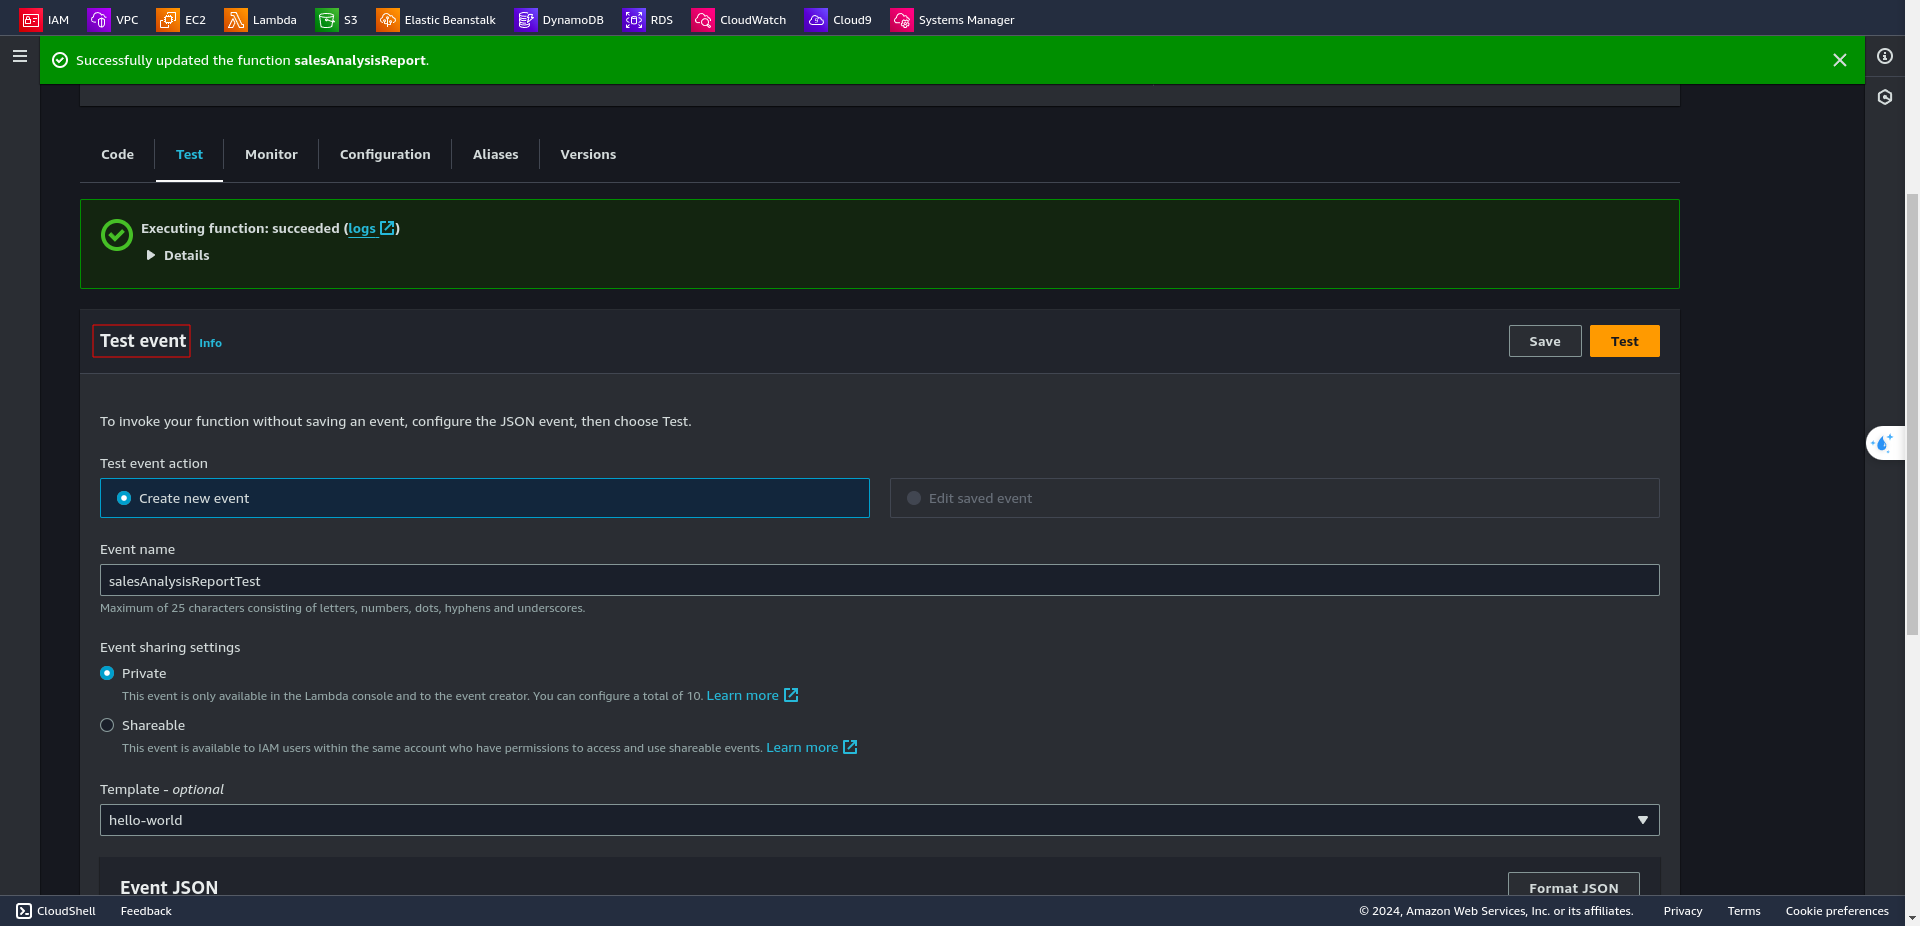 IAM VPC EC2 Lambda S3 Elastic Beanstalk DynamoDB RDS CloudWatch Cloud9 Systems Manager
Successfully updated the function salesAnalysisReport.
Code Test Monitor Configuration Aliases Versions
Executing function: succeeded (logs)
Details
Test event Info Save Test
To invoke your function without saving an event, configure the JSON event, then choose Test.
Test event action
Create new event Edit saved event
Event name
salesAnalysisReportTest
Maximum of 25 characters consisting of letters, numbers, dots, hyphens and underscores.
Event sharing settings
Private
This event is only available in the Lambda console and to the event creator. You can configure a total of 10. Learn more
Shareable
This event is available to IAM users within the same account who have permissions to access and use shareable events. Learn more
Template - optional
hello-world
Event JSON Format JSON
CloudShell Feedback © 2024, Amazon Web Services, Inc. or its affiliates. Privacy Terms Cookie preferences